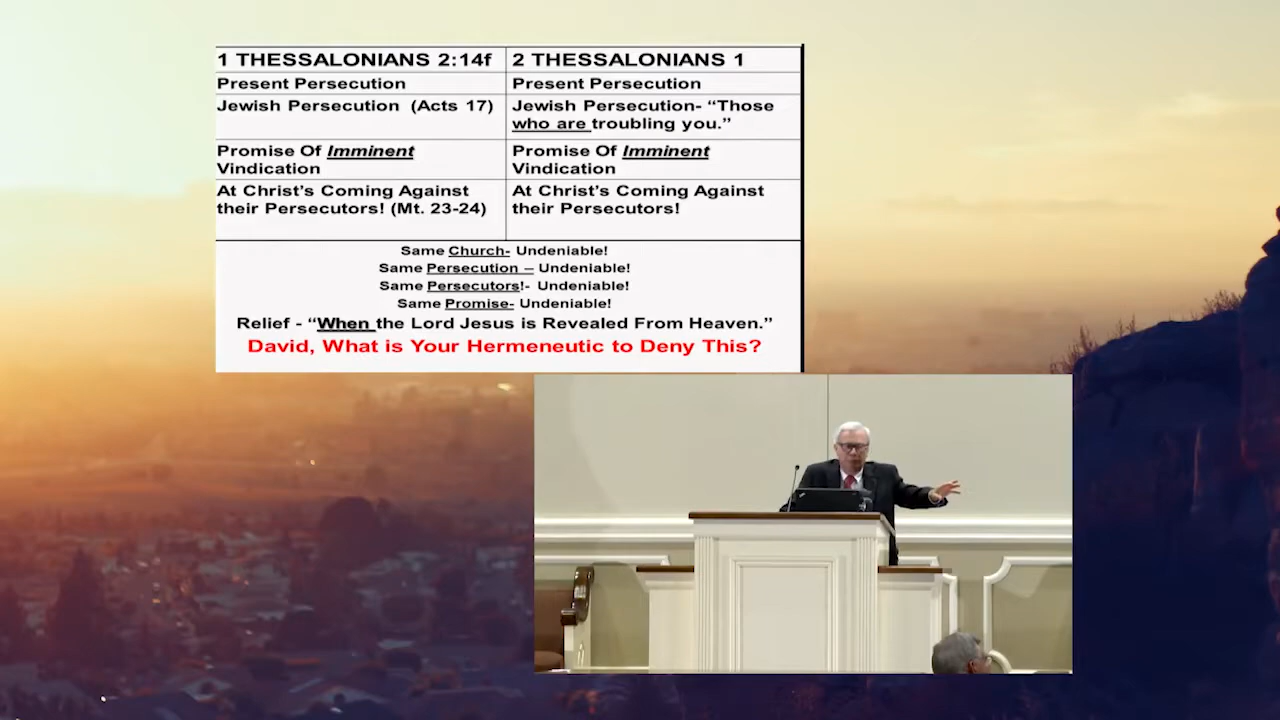 1 THESSALONIANS 2:14f
2 THESSALONIANS 1
Present Persecution
Present Persecution
Jewish Persecution (Acts 17)
Jewish Persecution- “Those
who are troubling you.”
Promise Of Imminent
Vindication
Promise Of Imminent
Vindication
At Christ’s Coming Against
their Persecutors! (Mt. 23-24)
At Christ’s Coming Against
their Persecutors!
Same Church- Undeniable!
Same Persecution – Undeniable!
Same Persecutors!- Undeniable!
Same Promise- Undeniable!
Relief - “When the Lord Jesus is Revealed From Heaven.”
David, What is Your Hermeneutic to Deny This?